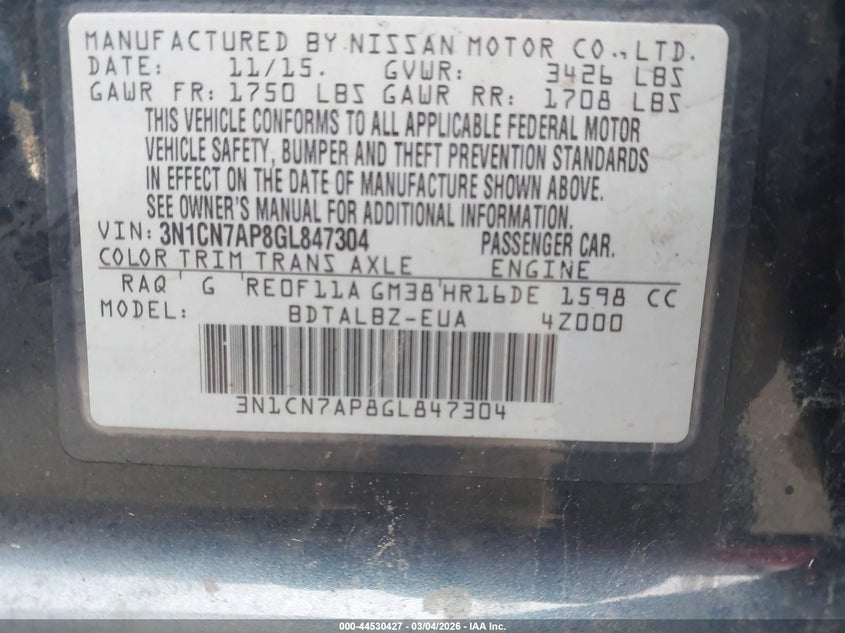 MANUFACTURED BY NISSAN MOTOR CO., LTD.
DATE: 11/15. GVWR: 3426 LBS
GAWR FR: 1750 LBS GAWR RR: 1708 LBS
THIS VEHICLE CONFORMS TO ALL APPLICABLE FEDERAL MOTOR
VEHICLE SAFETY, BUMPER AND THEFT PREVENTION STANDARDS
IN EFFECT ON THE DATE OF MANUFACTURE SHOWN ABOVE.
SEE OWNER'S MANUAL FOR ADDITIONAL INFORMATION.
VIN: 3N1CN7AP8GL847304 PASSENGER CAR.
COLOR TRIM TRANS AXLE ENGINE
RAQ ' G 'RE0F11A GM38'HR16DE 1598 CC
MODEL: BDTALBZ-EUA 4Z000
3N1CN7AP8GL847304
000-44530427 - 03/04/2026 - IAA Inc.